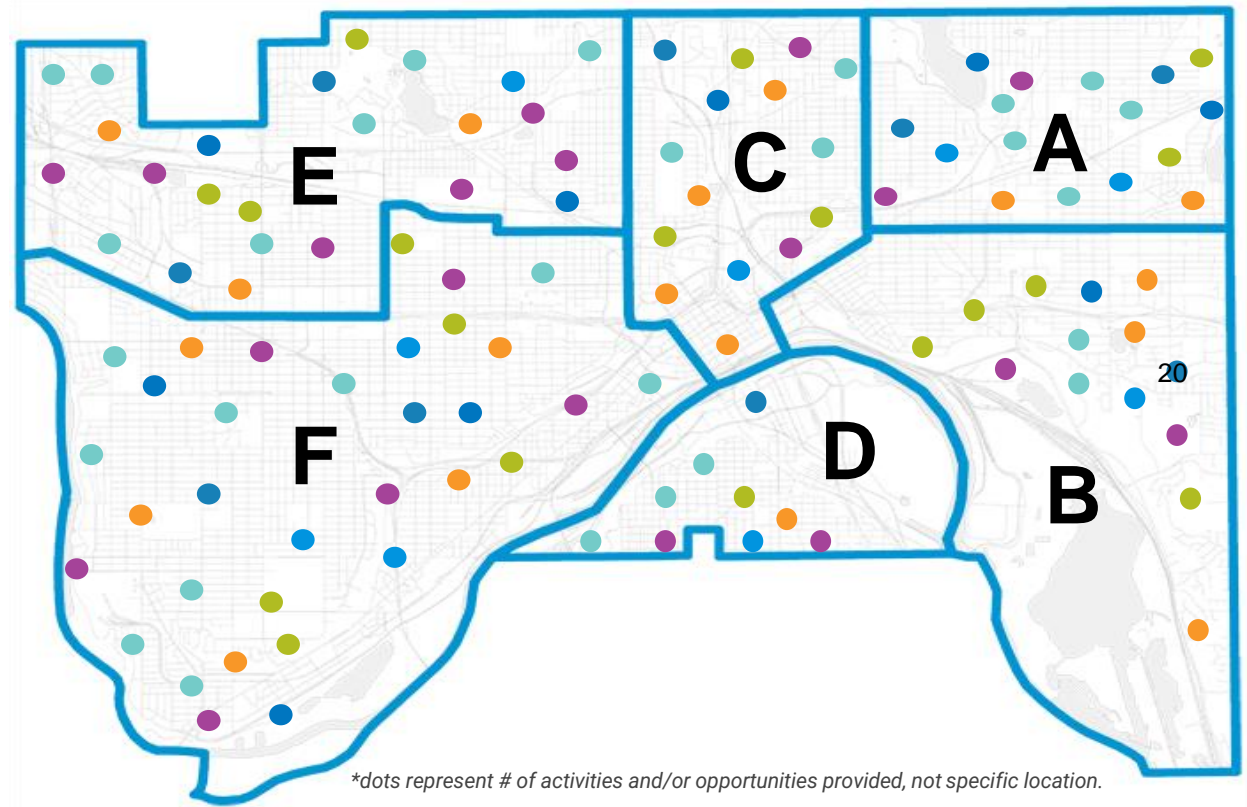 E
C
A
20
F
D
B
*dots represent # of activities and/or opportunities provided, not specific location.